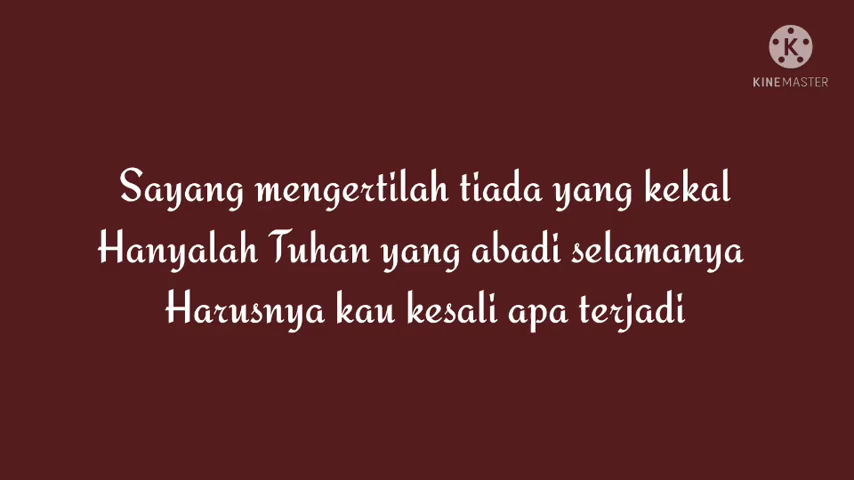 K
KINEMASTER
Sayang mengertilah tiada yang kekal
Hanyalah Tuhan yang abadi selamanya
Harusnya kau kesali apa terjadi